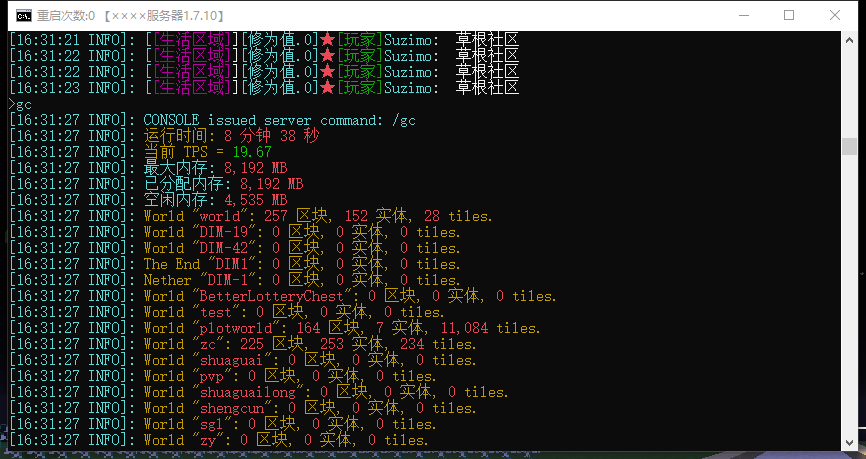 重启次数:0 【××××服务器1.7.10】
[16:31:21 INFO]: [[生活区域]][修为值.0]★[玩家]Suzimo: 草根社区
[16:31:22 INFO]: [[生活区域]][修为值.0]★[玩家]Suzimo: 草根社区
[16:31:22 INFO]: [[生活区域]][修为值.0]★[玩家]Suzimo: 草根社区
[16:31:23 INFO]: [[生活区域]][修为值.0]★[玩家]Suzimo: 草根社区
>gc
[16:31:27 INFO]: CONSOLE issued server command: /gc
[16:31:27 INFO]: 运行时间: 8 分钟 38 秒
[16:31:27 INFO]: 当前 TPS = 19.67
[16:31:27 INFO]: 最大内存: 8,192 MB
[16:31:27 INFO]: 已分配内存: 8,192 MB
[16:31:27 INFO]: 空闲内存: 4,535 MB
[16:31:27 INFO]: World "world": 257 区块, 152 实体, 28 tiles.
[16:31:27 INFO]: World "DIM-19": 0 区块, 0 实体, 0 tiles.
[16:31:27 INFO]: World "DIM-42": 0 区块, 0 实体, 0 tiles.
[16:31:27 INFO]: The End "DIM1": 0 区块, 0 实体, 0 tiles.
[16:31:27 INFO]: Nether "DIM-1": 0 区块, 0 实体, 0 tiles.
[16:31:27 INFO]: World "BetterLotteryChest": 0 区块, 0 实体, 0 tiles.
[16:31:27 INFO]: World "test": 0 区块, 0 实体, 0 tiles.
[16:31:27 INFO]: World "plotworld": 164 区块, 7 实体, 11,084 tiles.
[16:31:27 INFO]: World "zc": 225 区块, 253 实体, 234 tiles.
[16:31:27 INFO]: World "shuaguai": 0 区块, 0 实体, 0 tiles.
[16:31:27 INFO]: World "pvp": 0 区块, 0 实体, 0 tiles.
[16:31:27 INFO]: World "shuaguailong": 0 区块, 0 实体, 0 tiles.
[16:31:27 INFO]: World "shengcun": 0 区块, 0 实体, 0 tiles.
[16:31:27 INFO]: World "sg1": 0 区块, 0 实体, 0 tiles.
[16:31:27 INFO]: World "zy": 0 区块, 0 实体, 0 tiles.